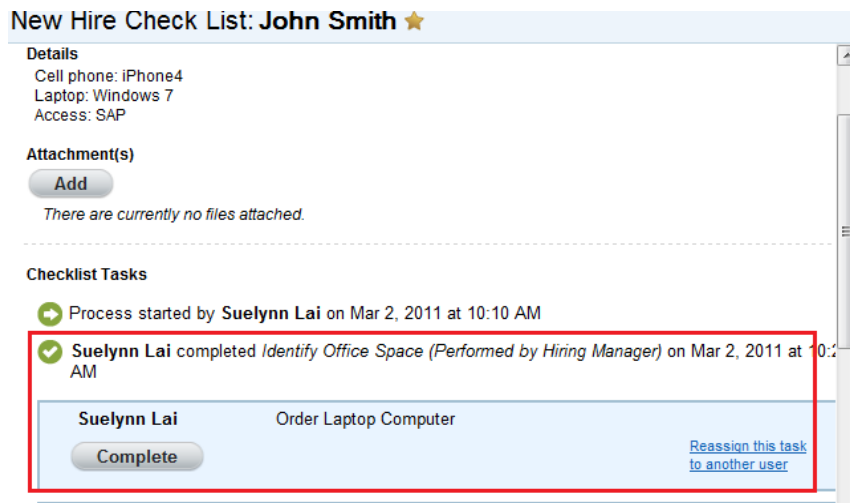 New Hire Check List: John Smith
Details
Cell phone: iPhone4
Laptop: Windows 7
Access: SAP
Attachment(s)
Add
There are currently no files attached.
Checklist Tasks
Process started by Suelynn Lai on Mar 2, 2011 at 10:10 AM
Suelynn Lai completed Identify Office Space (Performed by Hiring Manager) on Mar 2, 2011 at
AM
Suelynn Lai Order Laptop Computer
Complete
Reassign this task
to another user